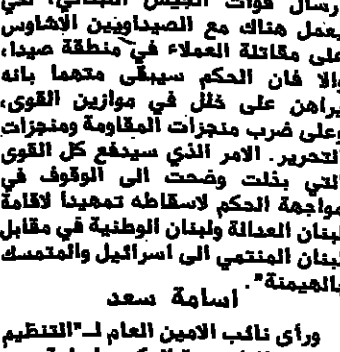 ارسال قوات الجيش اللبناني، لكي
يعمل هناك مع الصيداويين الاشاوس
على مقاتلة العملاء في منطقة صيدا،
والا فان الحكم سيبقى متهما بانه
يراهن على خلل في موازين القوى،
وعلى ضرب منجزات المقاومة ومنجزات
التحرير. الامر الذي سيدفع كل القوى
التي بذلت وضحت الى الوقوف في
مواجهة الحكم لاسقاطه تمهيدا لاقامة
لبنان العدالة ولبنان الوطنية في مقابل
لبنان المنتمي الى اسرائيل والمتمسك
بالهيمنة".
اسامة سعد
ورأى نائب الامين العام لـ"التنظيم